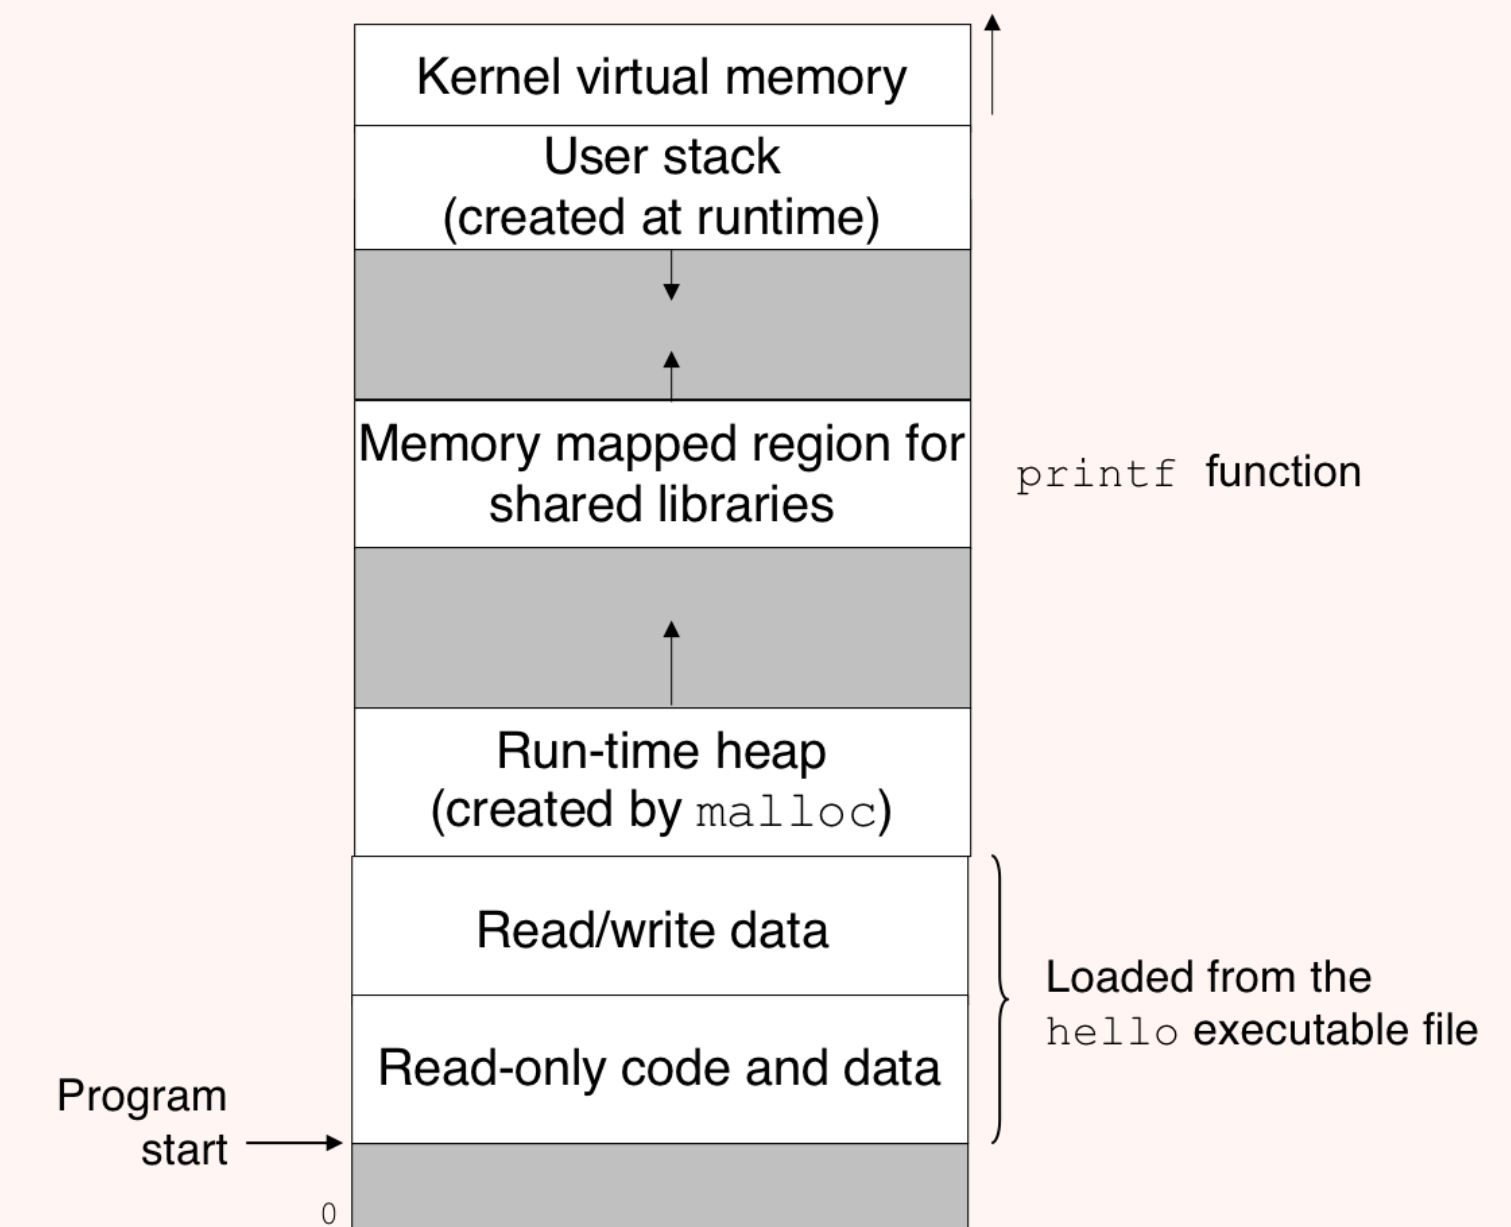 Kernel virtual memory
User stack
(created at runtime)
Memory mapped region for
shared libraries
printf function
Run-time heap
(created by malloc)
Read/write data
Loaded from the
hello executable file
Read-only code and data
Program
start
0